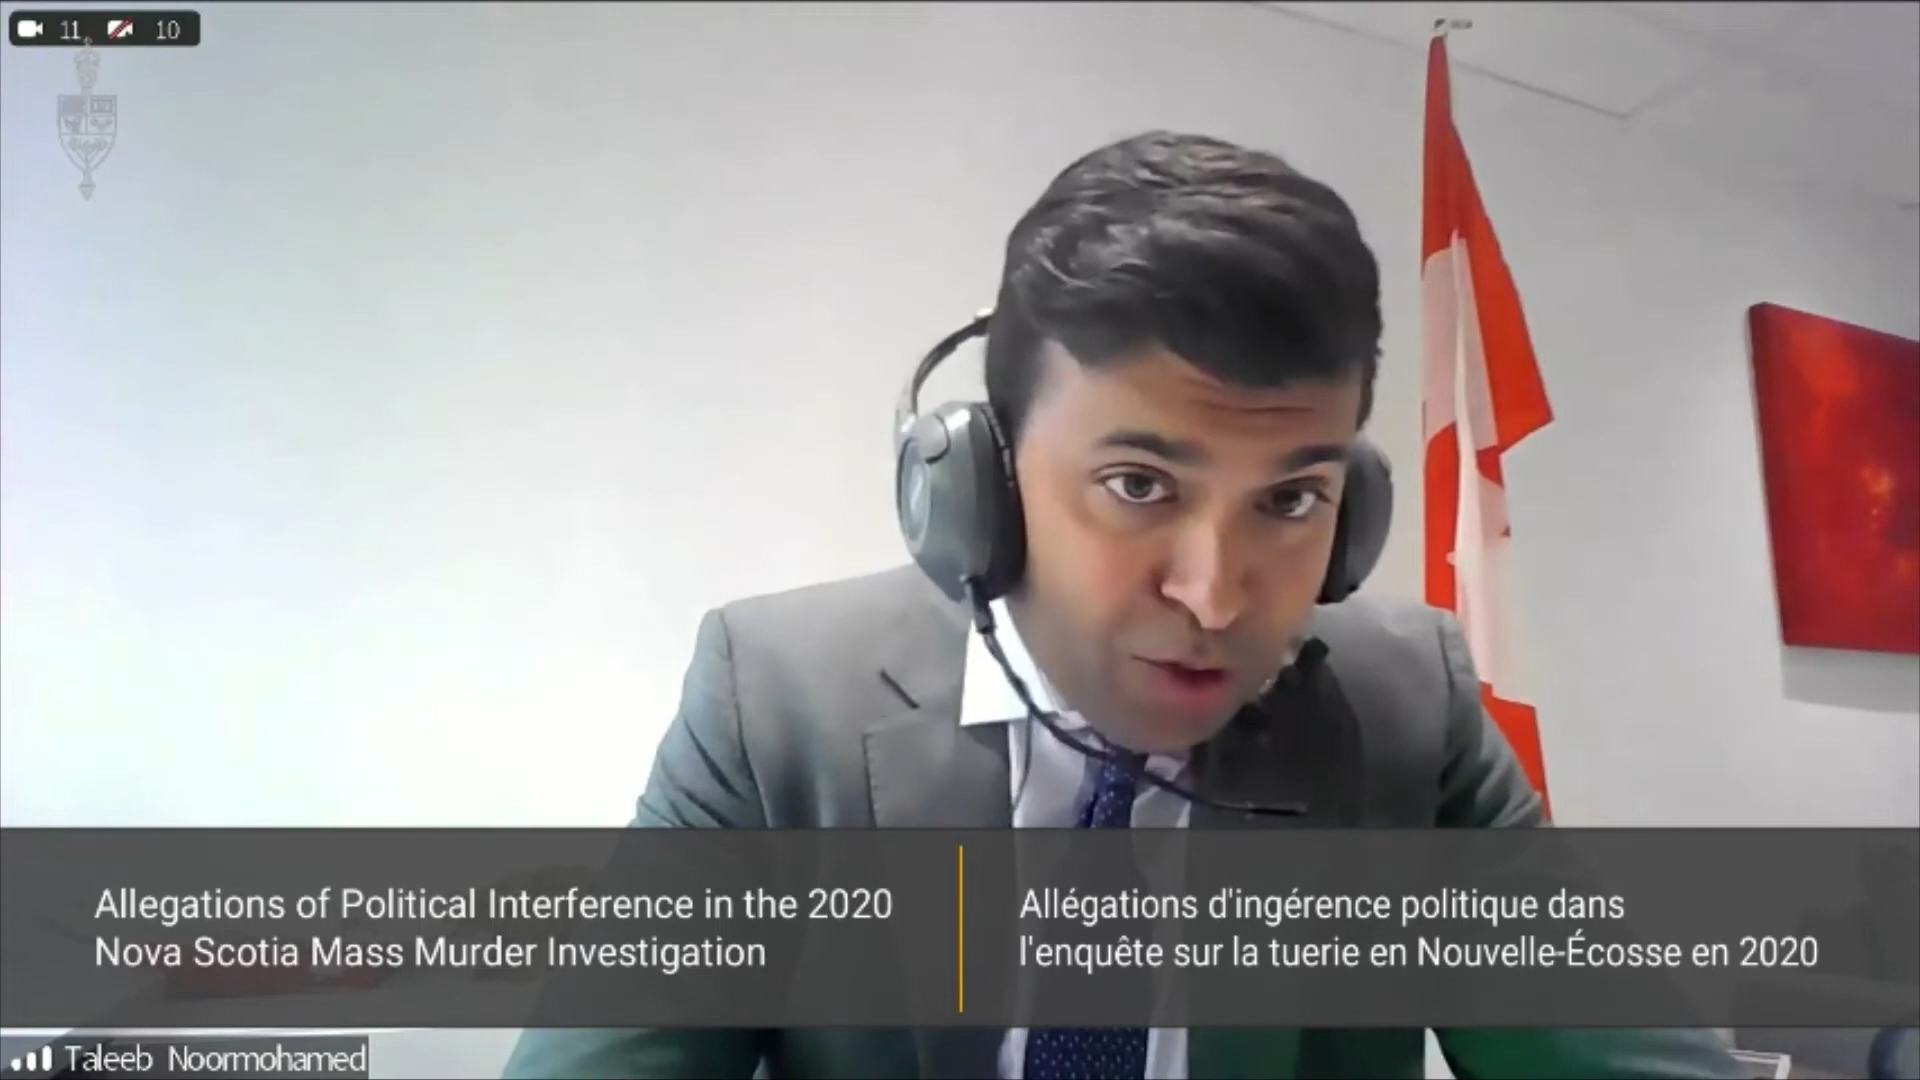 11 10
Allegations of Political Interference in the 2020
Nova Scotia Mass Murder Investigation
Allégations d'ingérence politique dans
l'enquête sur la tuerie en Nouvelle-Écosse en 2020
Taleeb Noormohamed